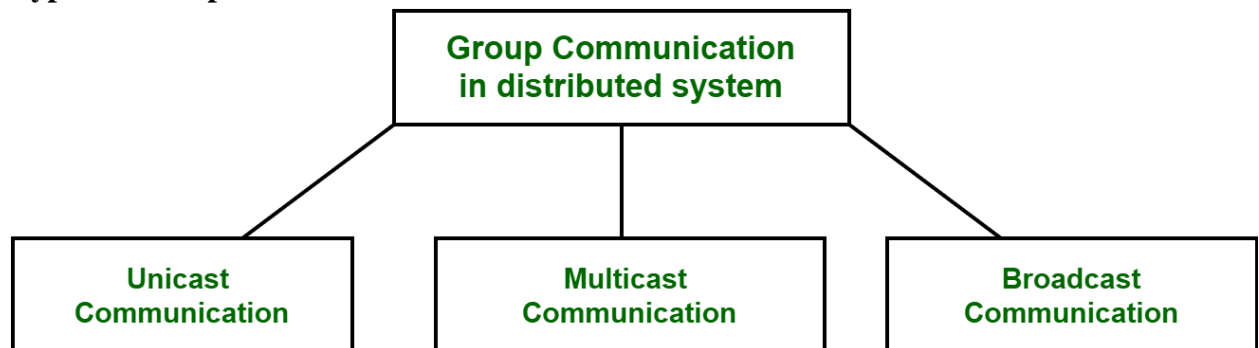 Group Communication
in distributed system
Unicast
Communication
Multicast
Communication
Broadcast
Communication